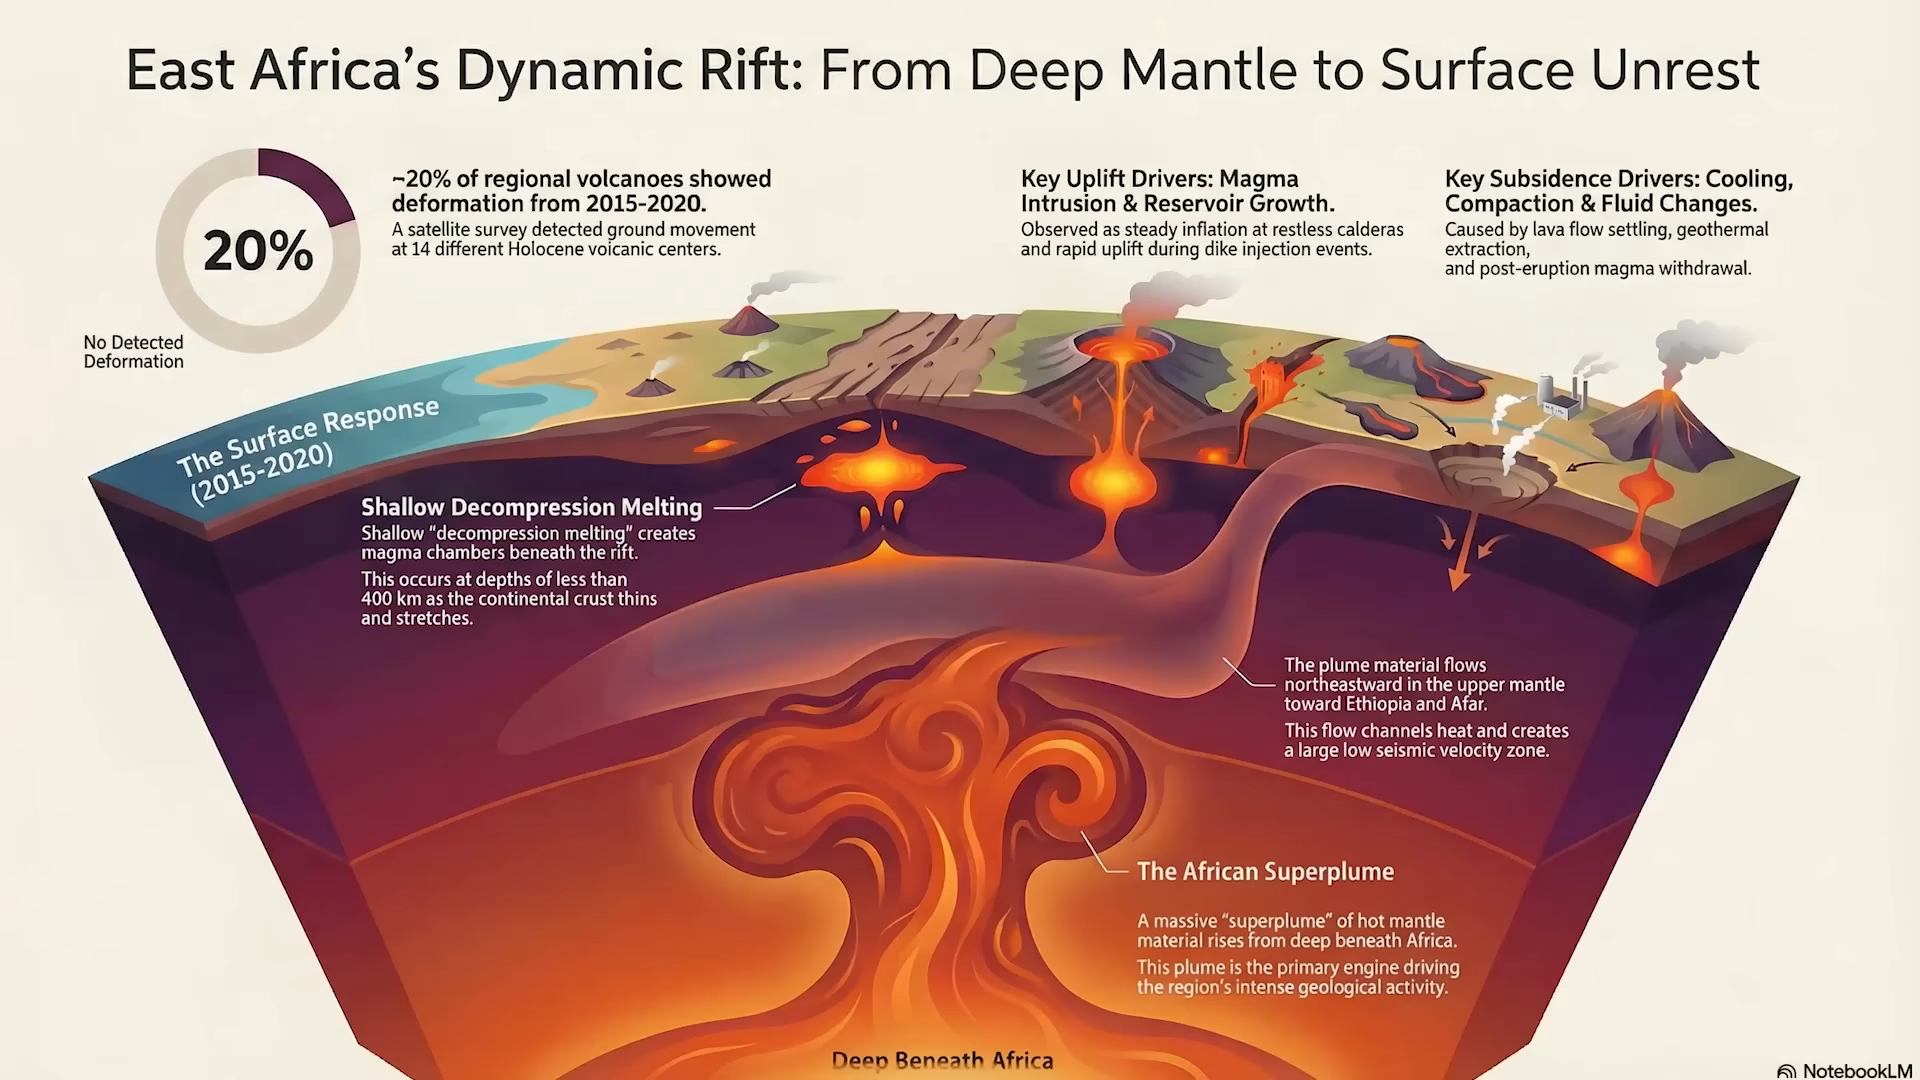 East Africa's Dynamic Rift: From Deep Mantle to Surface Unrest
20%
No Detected
Deformation
~20% of regional volcanoes showed
deformation from 2015-2020.
A satellite survey detected ground movement
at 14 different Holocene volcanic centers.
Key Uplift Drivers: Magma
Intrusion & Reservoir Growth.
Observed as steady inflation at restless calderas
and rapid uplift during dike injection events.
Key Subsidence Drivers: Cooling,
Compaction & Fluid Changes.
Caused by lava flow settling, geothermal
extraction,
and post-eruption magma withdrawal.
The Surface Response
(2015-2020)
Shallow Decompression Melting
Shallow "decompression melting" creates
magma chambers beneath the rift.
This occurs at depths of less than
400 km as the continental crust thins
and stretches.
The plume material flows
northeastward in the upper mantle
toward Ethiopia and Afar.
This flow channels heat and creates
a large low seismic velocity zone.
The African Superplume
A massive "superplume" of hot mantle
material rises from deep beneath Africa.
This plume is the primary engine driving
the region's intense geological activity.
Deep Beneath Africa
NotebookLM